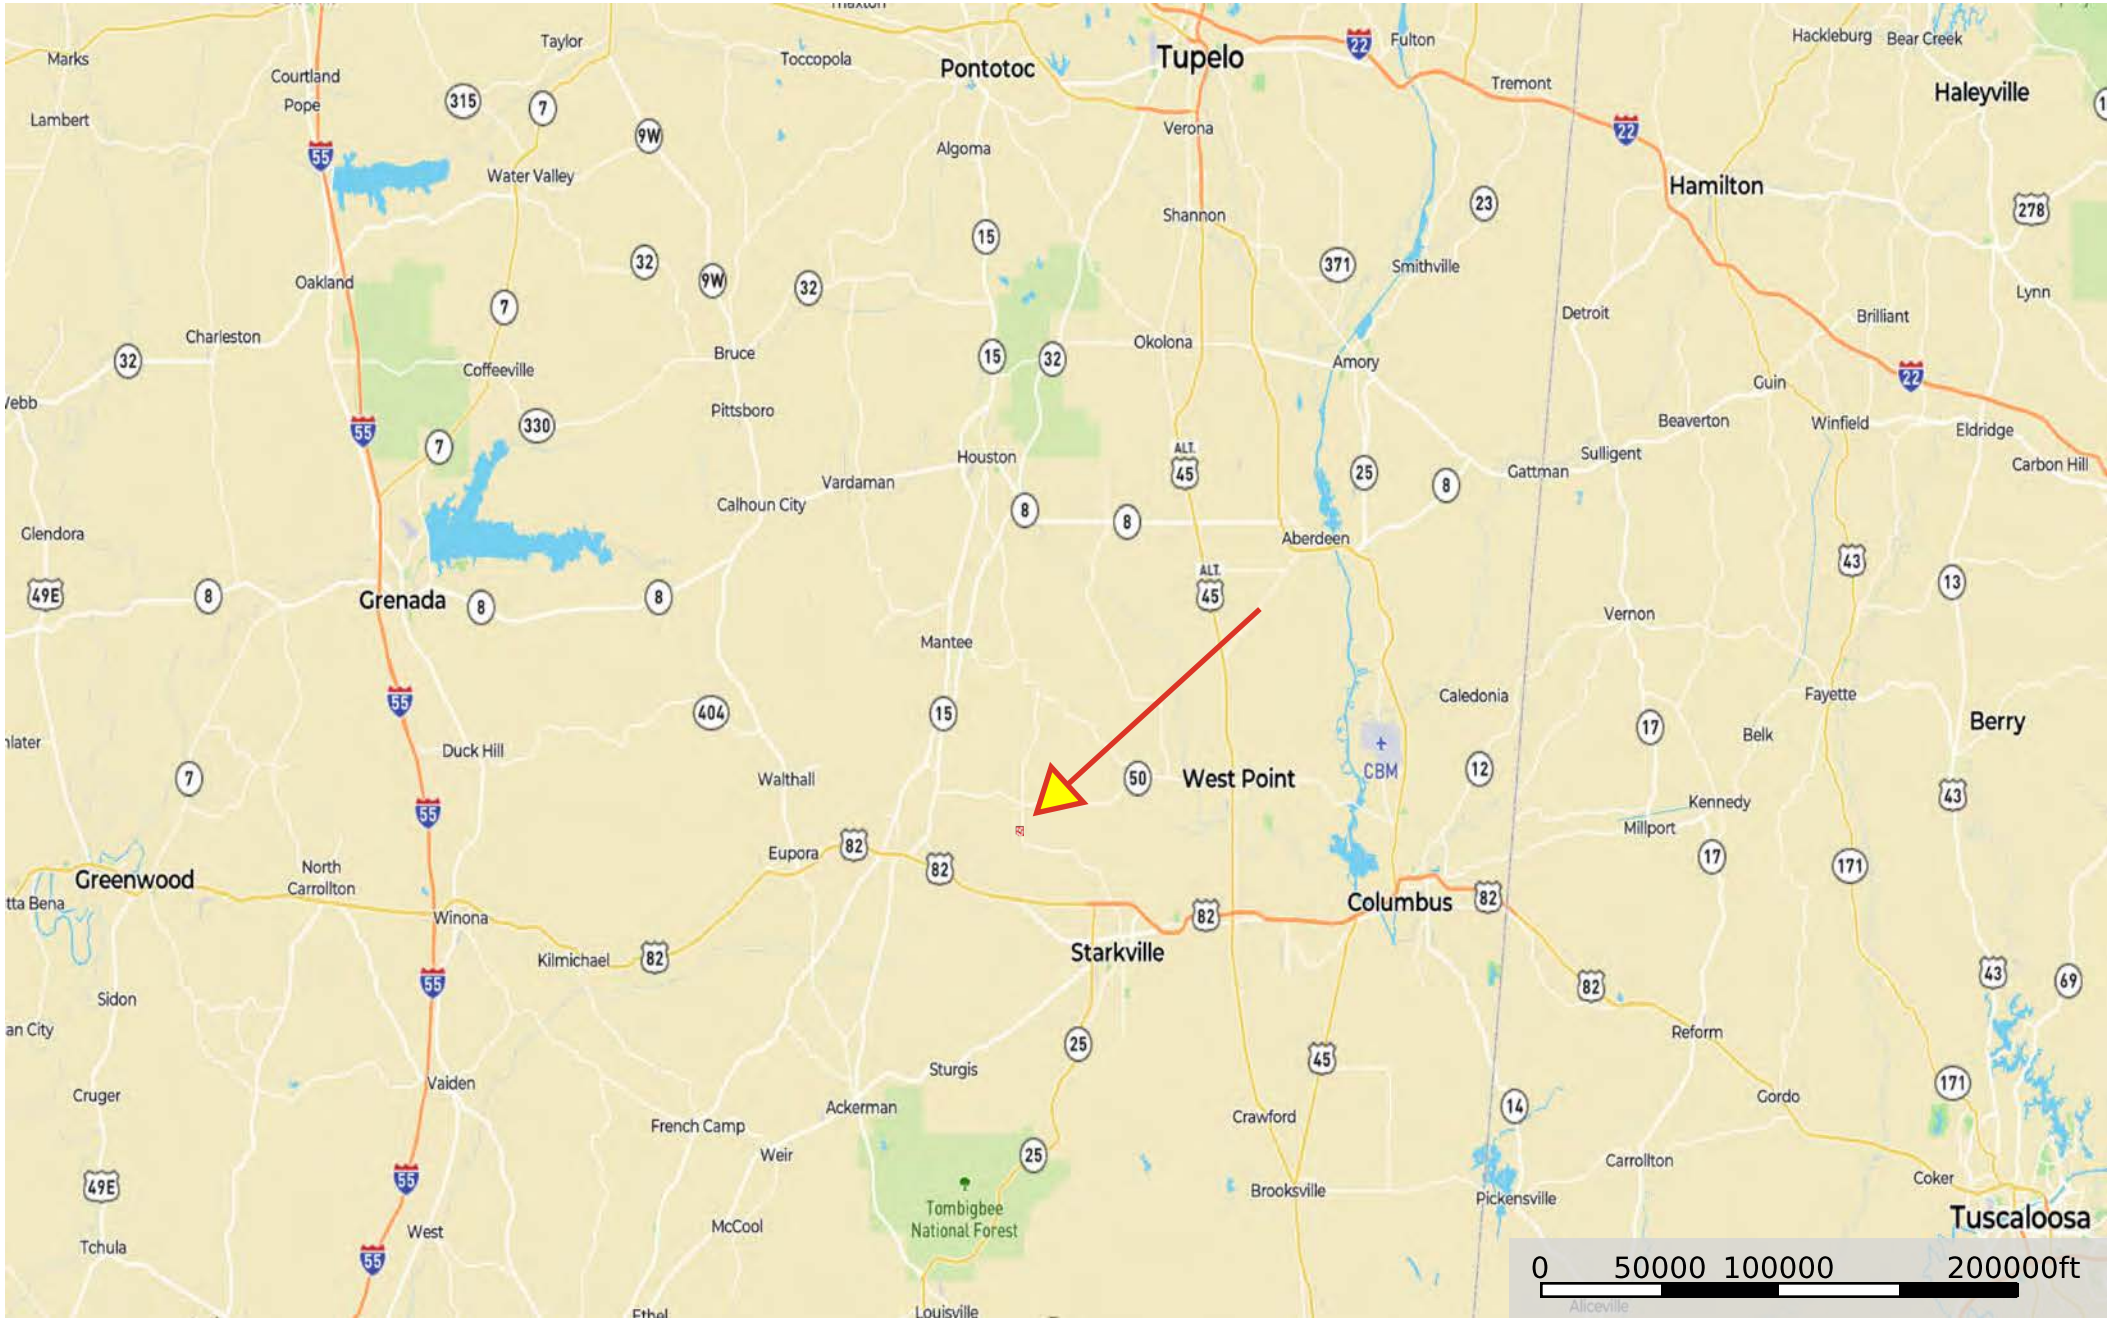 Taylor
Fulton
Hackleburg
Bear Creek
Marks
Toccopola
Pontotoc
Tupelo
22
Courtland
Tremont
Haleyville
Pope
315
7
Lambert
Verona
22
9W
55
Algoma
Water Valley
Hamilton
23
278
Shannon
15
32
371
Smithville
9W
32
Oakland
Lynn
7
Detroit
Brilliant
Charleston
Okolona
32
Bruce
15
32
Amory
Coffeeville
22
Guin
Pittsboro
Beaverton
Winfield
330
55
Eldridge
7
ALT.
45
Houston
Sulligent
Carbon Hill
Gattman
25
8
Vardaman
Calhoun City
8
8
Glendora
Aberdeen
43
ALT.
45
13
49E
8
Grenada
8
8
Vernon
Mantee
Caledonia
Fayette
55
404
15
17
Berry
Belk
Duck Hill
CBM
7
Walthall
50
West Point
12
43
Kennedy
55
Millport
82
Eupora
17
82
171
North
Carrollton
Greenwood
82
Columbus
82
tta Bena
Winona
Starkville
Kilmichael
82
43
69
55
82
Sidon
an City
Reform
25
45
Sturgis
Vaiden
171
Cruger
Gordo
Ackerman
14
Crawford
French Camp
Weir
25
Carrollton
55
49E
Coker
Brooksville
Pickensville
Tombigbee
National Forest
McCool
West
Tuscaloosa
Tchula
55
0 50000 100000 200000ft
Aliceville
Louisville